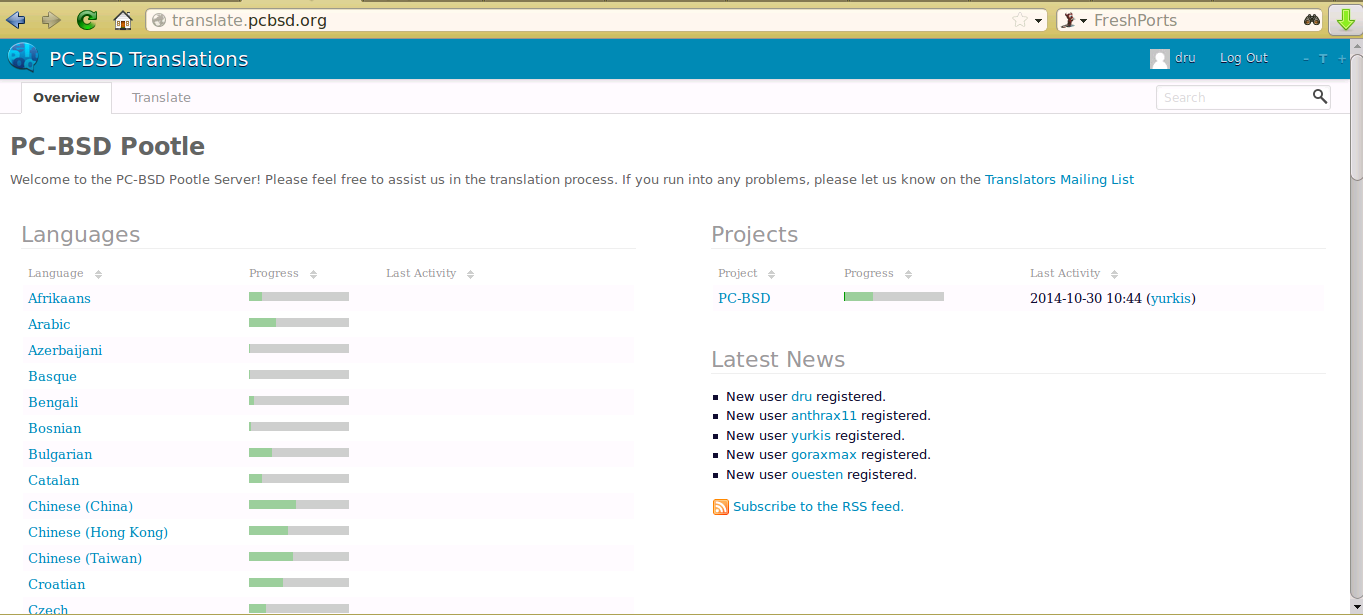 translate.pcbsd.org
FreshPorts
PC-BSD Translations
dru
Log Out
- T +
Overview
Translate
Search
PC-BSD Pootle
Welcome to the PC-BSD Pootle Server! Please feel free to assist us in the translation process. If you run into any problems, please let us know on the Translators Mailing List
Languages
Language Progress Last Activity
Afrikaans
Arabic
Azerbaijani
Basque
Bengali
Bosnian
Bulgarian
Catalan
Chinese (China)
Chinese (Hong Kong)
Chinese (Taiwan)
Croatian
Czech
Projects
Project Progress Last Activity
PC-BSD 2014-10-30 10:44 (yurkis)
Latest News
New user dru registered.
New user anthrax11 registered.
New user yurkis registered.
New user goraxmax registered.
New user ouesten registered.
Subscribe to the RSS feed.